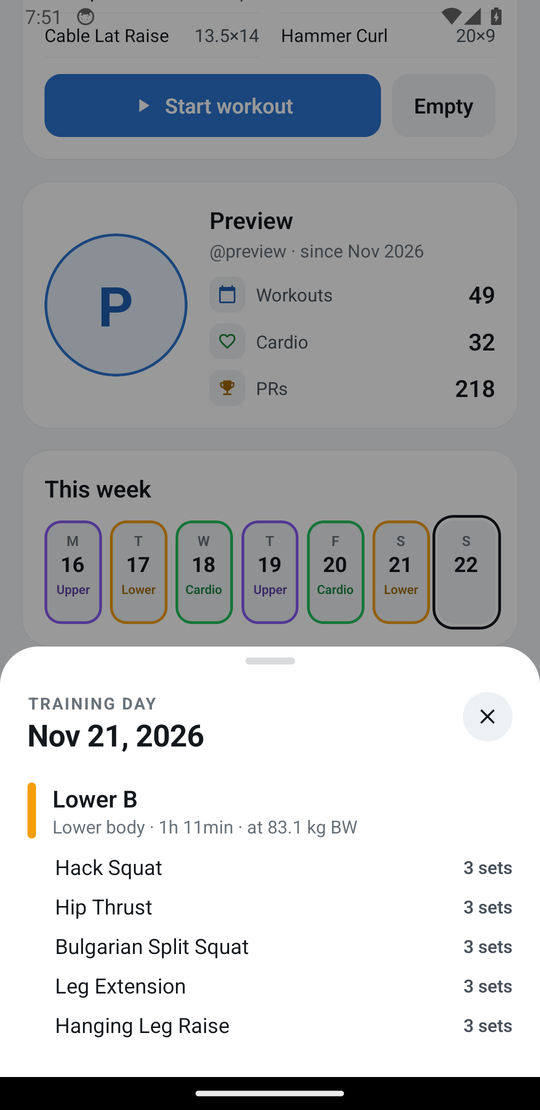 7:51
Cable Lat Raise 13.5×14 Hammer Curl 20×9
Start workout Empty
Preview
@preview · since Nov 2026
P
Workouts 49
Cardio 32
PRs 218
This week
M T W T F S S
16 17 18 19 20 21 22
Upper Lower Cardio Upper Cardio Lower
TRAINING DAY
Nov 21, 2026
Lower B
Lower body · 1h 11min · at 83.1 kg BW
Hack Squat 3 sets
Hip Thrust 3 sets
Bulgarian Split Squat 3 sets
Leg Extension 3 sets
Hanging Leg Raise 3 sets